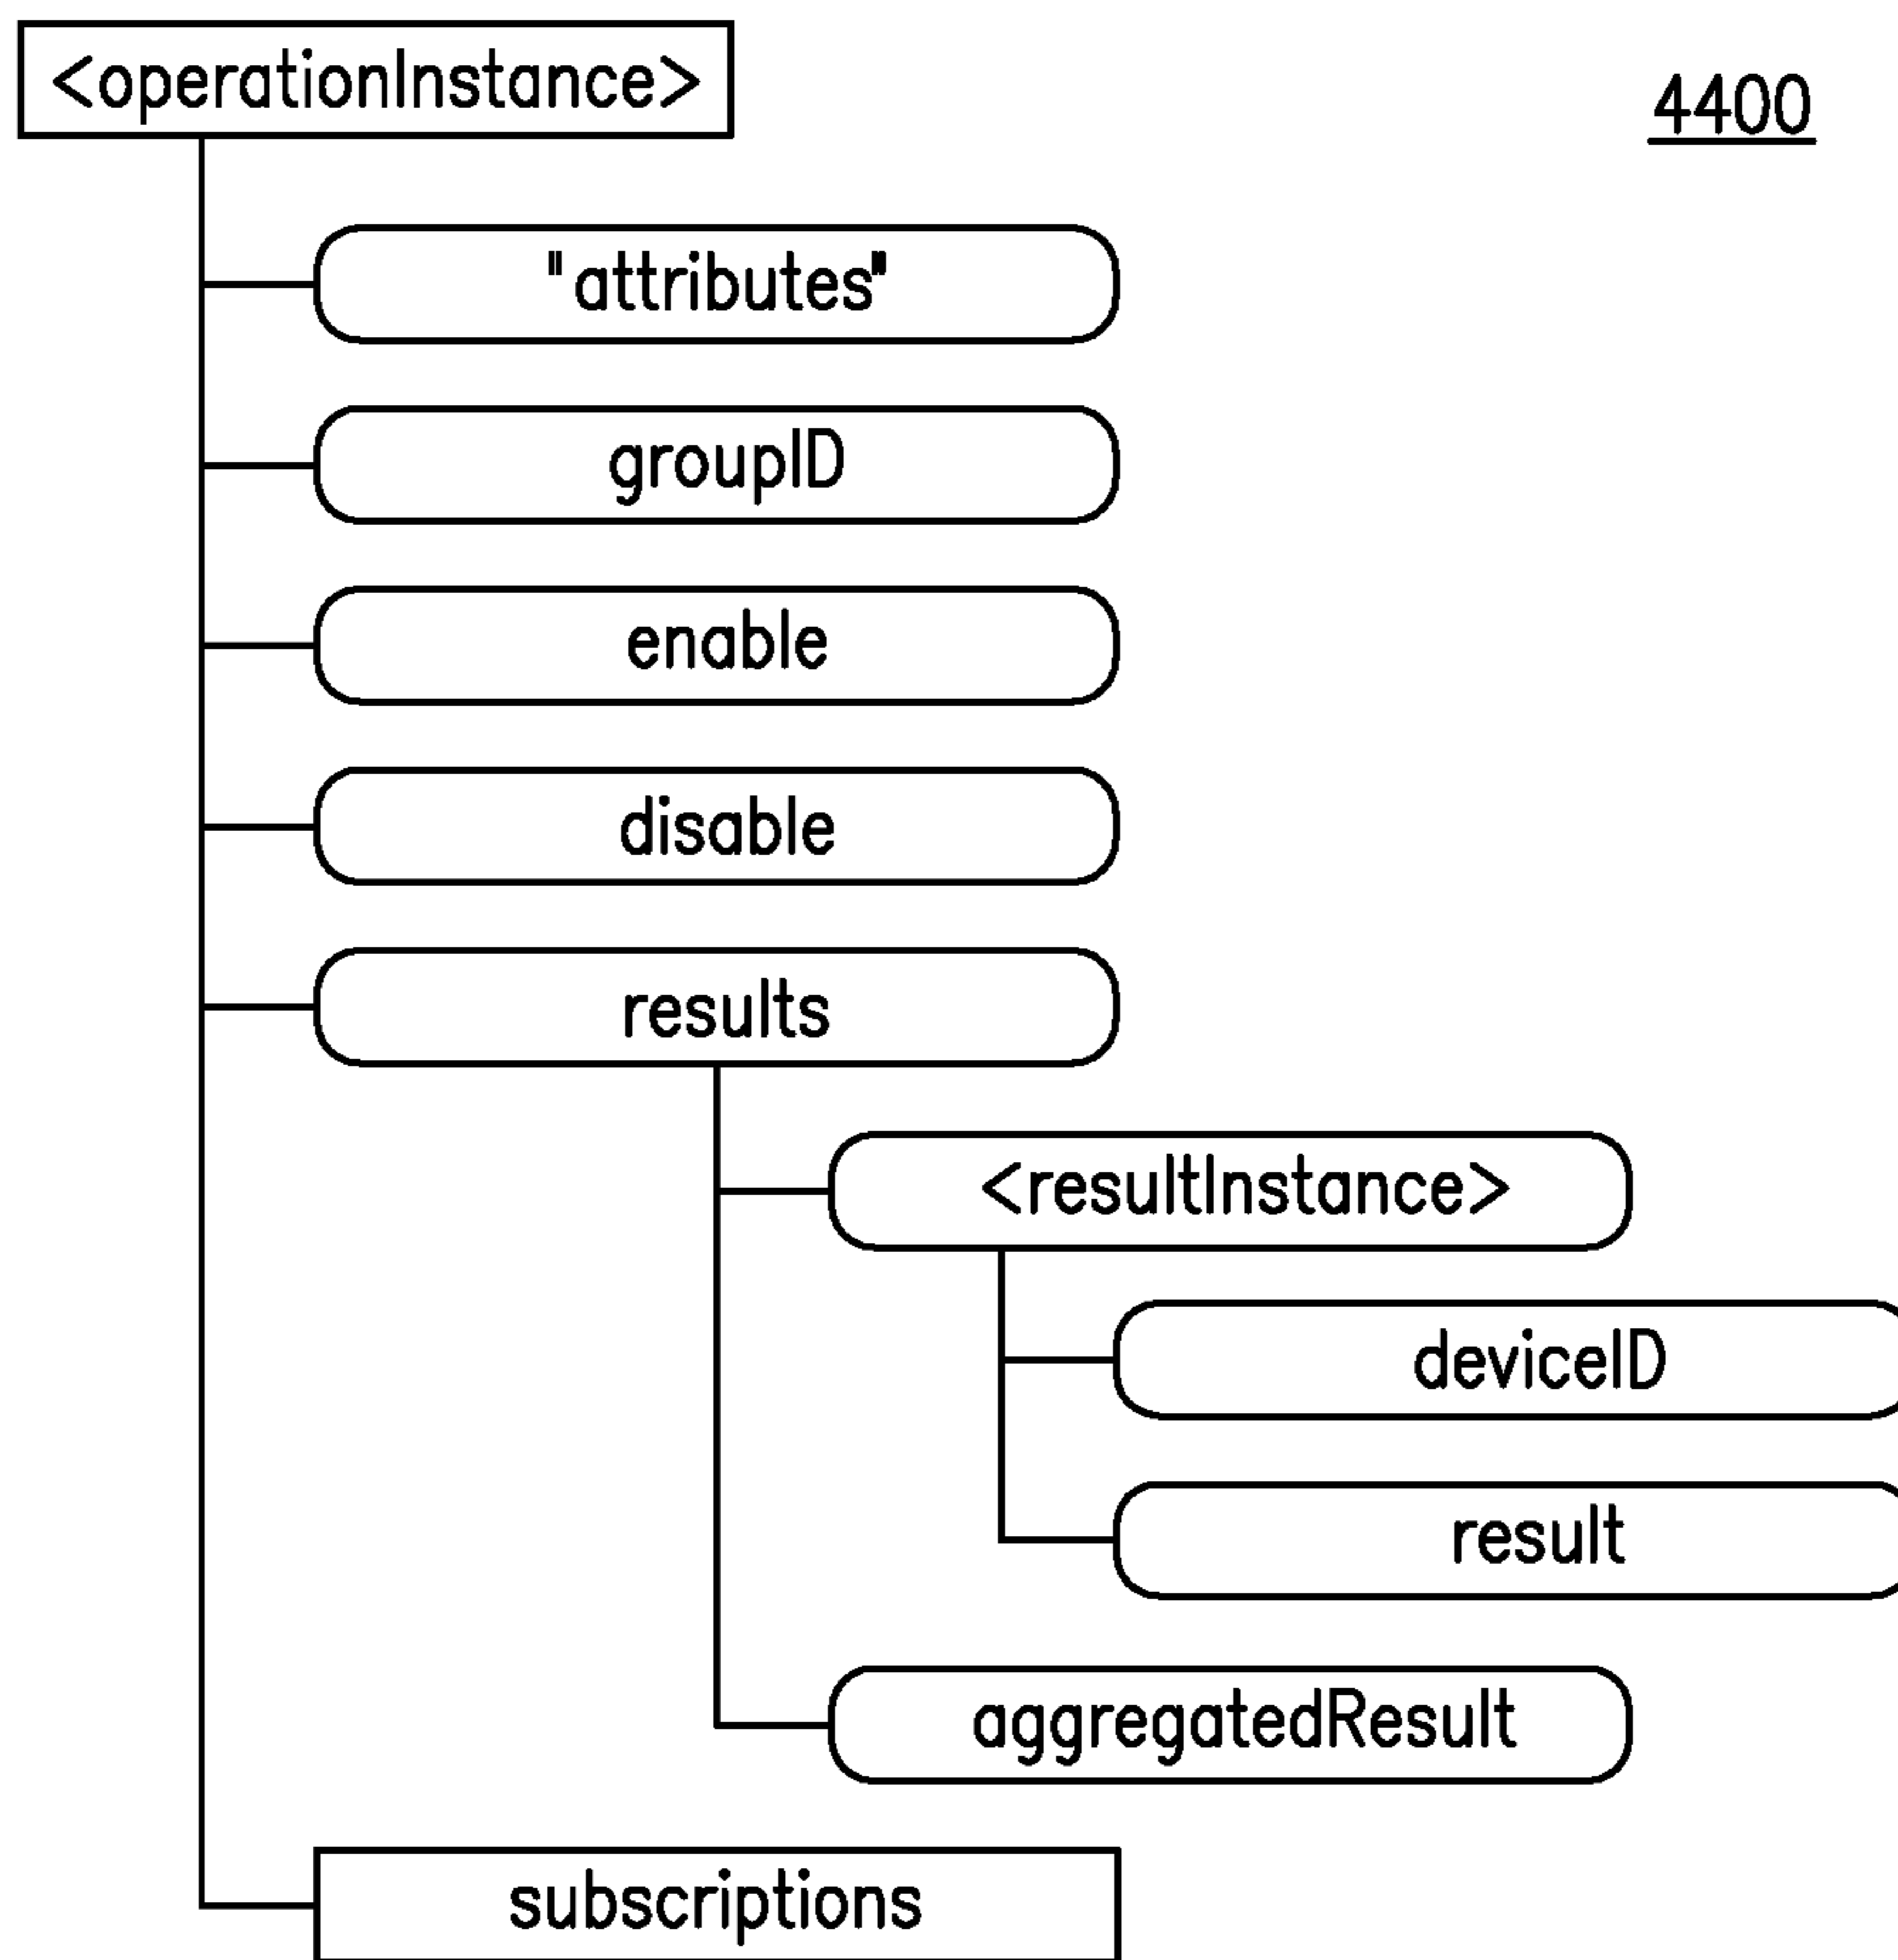 <operationInstance>
4400
"attributes"
groupID
enable
disable
results
<resultInstance>
deviceID
result
aggregatedResult
subscriptions